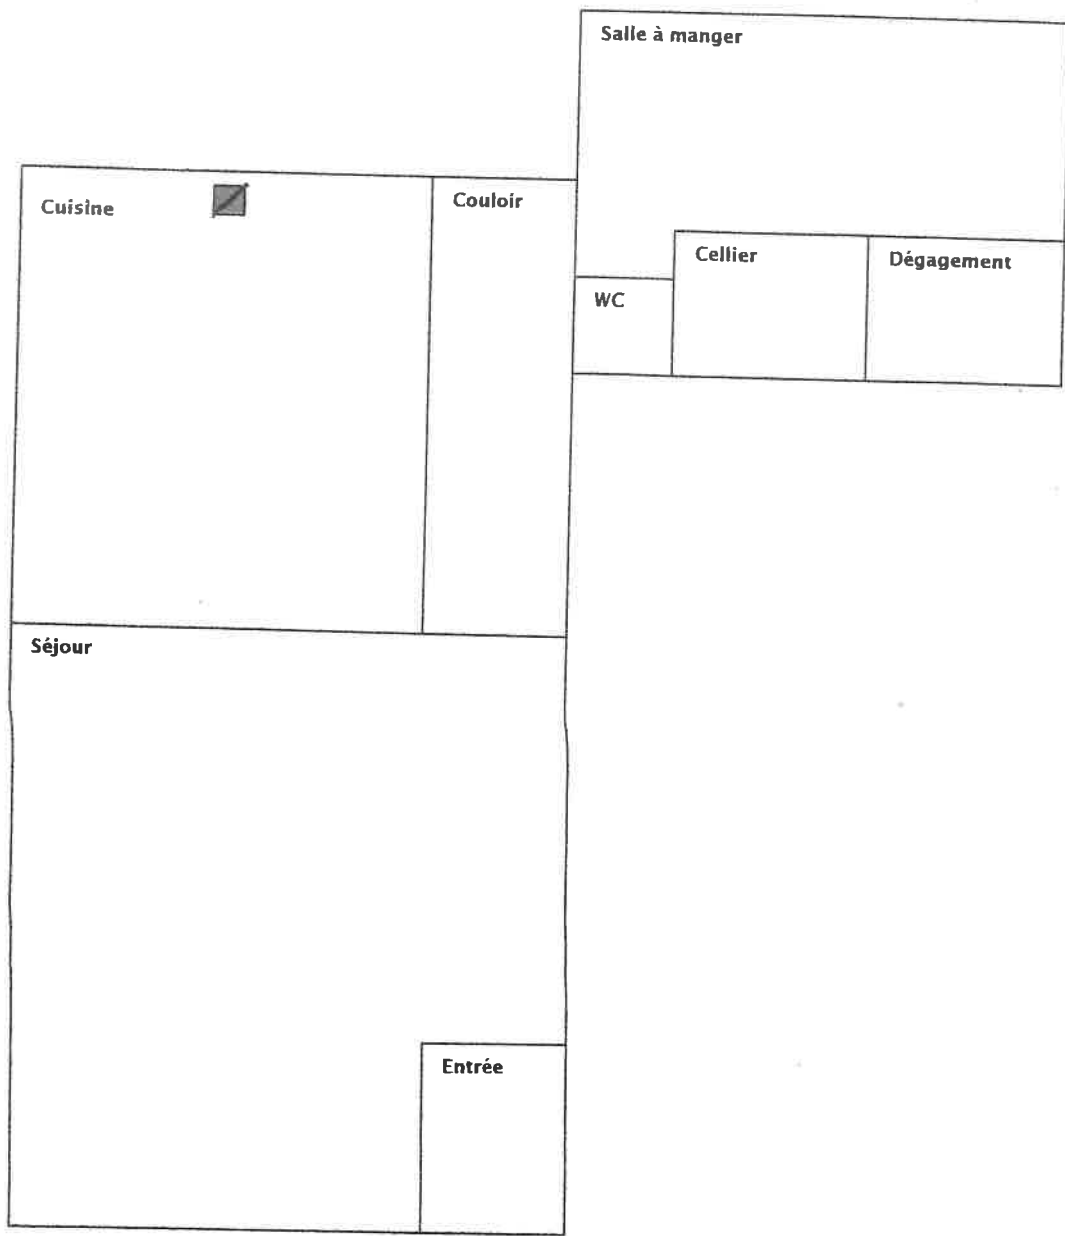 Salle à manger
Cuisine
Couloir
Cellier
Dégagement
WC
Séjour
Entrée